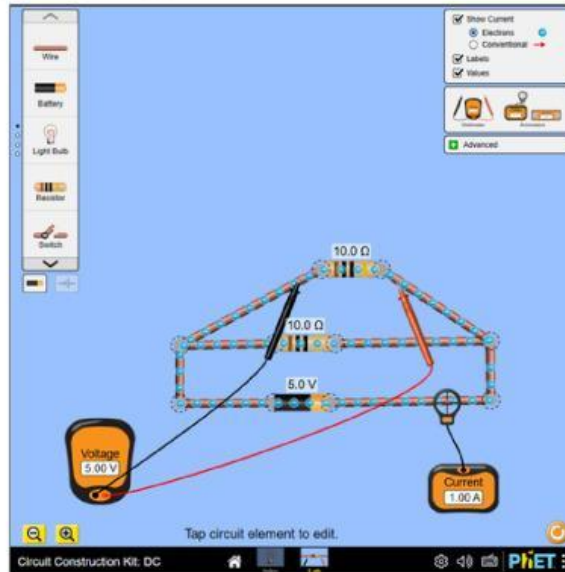 Show Current
Electrons
Conventional
Labels
Values
Wire
Battery
Light Bulb
Resistor
Switch
Advanced
10.0 Ω
10.0 Ω
5.0 V
Voltage
5.00 V
Current
1.00 A
Tap circuit element to edit.
Circuit Construction Kit: DC
PhET